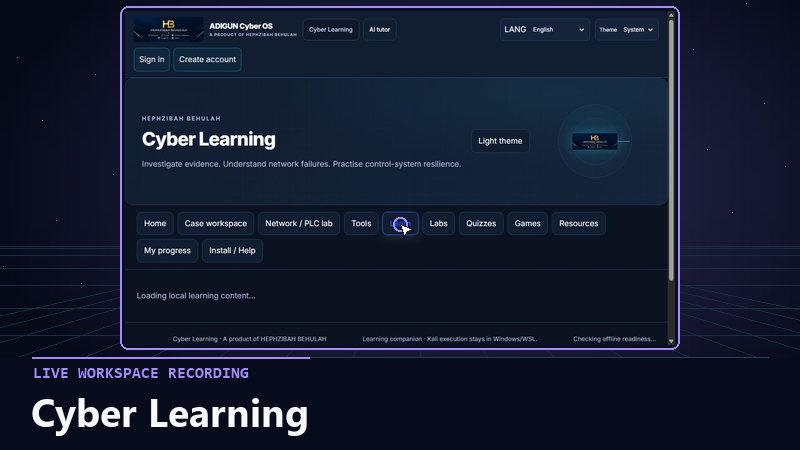 HB
ADIGUN Cyber OS
A PRODUCT OF HEPHZIBAH BEHULAH
Cyber Learning
AI tutor
LANG English
Theme System
Sign in
Create account
HEPHZIBAH BEHULAH
Cyber Learning
Investigate evidence. Understand network failures. Practise control-system resilience.
Light theme
HB
Home
Case workspace
Network / PLC lab
Tools
Labs
Quizzes
Games
Resources
My progress
Install / Help
Loading local learning content...
Cyber Learning · A product of HEPHZIBAH BEHULAH
Learning companion · Kali execution stays in Windows/WSL.
Checking offline readiness...
LIVE WORKSPACE RECORDING
Cyber Learning